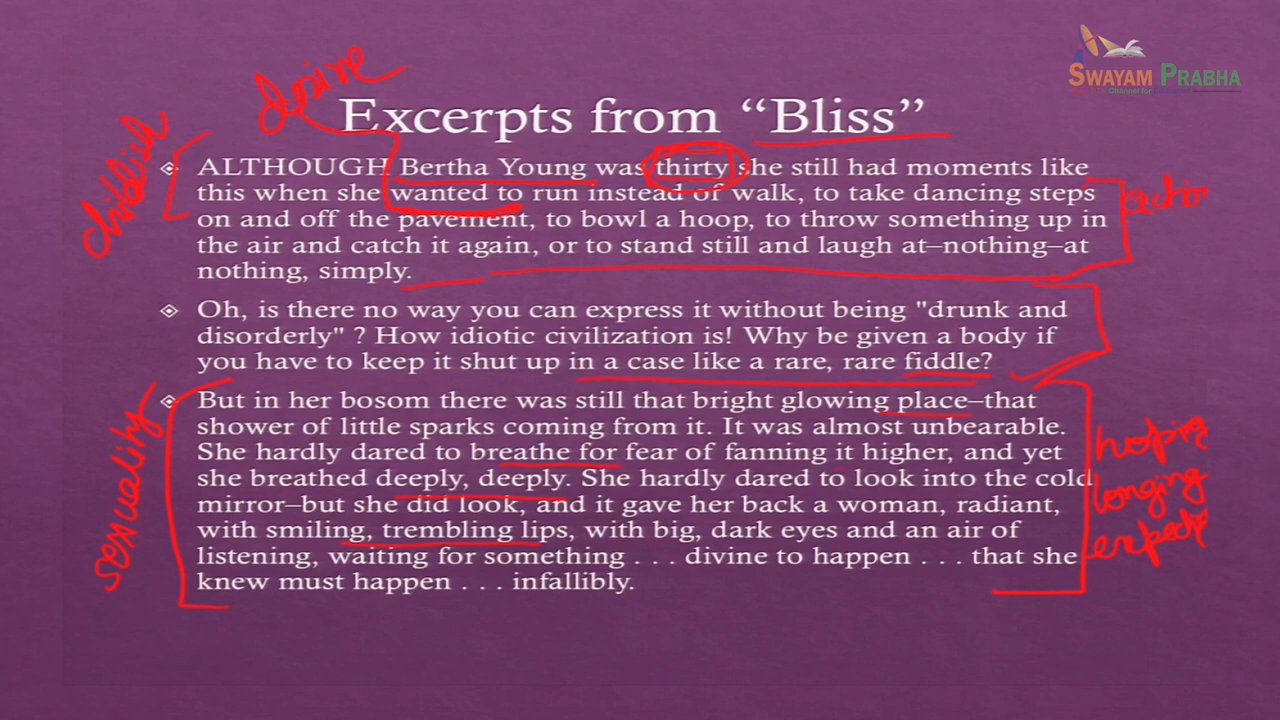 SWAYAM PRABHA
desire
Excerpts from “Bliss”
childish
ALTHOUGH Bertha Young was thirty she still had moments like
this when she wanted to run instead of walk, to take dancing steps
on and off the pavement, to bowl a hoop, to throw something up in
the air and catch it again, or to stand still and laugh at–nothing–at
nothing, simply.
Oh, is there no way you can express it without being "drunk and
disorderly" ? How idiotic civilization is! Why be given a body if
you have to keep it shut up in a case like a rare, rare fiddle?
sexuality
But in her bosom there was still that bright glowing place–that
shower of little sparks coming from it. It was almost unbearable.
She hardly dared to breathe for fear of fanning it higher, and yet
she breathed deeply, deeply. She hardly dared to look into the cold
mirror–but she did look, and it gave her back a woman, radiant,
with smiling, trembling lips, with big, dark eyes and an air of
listening, waiting for something . . . divine to happen . . . that she
knew must happen . . . infallibly.
hoping
longing